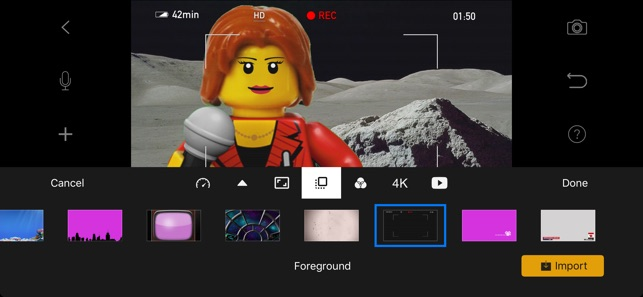 42min HD REC 01:50
Cancel 4K Done
Foreground Import